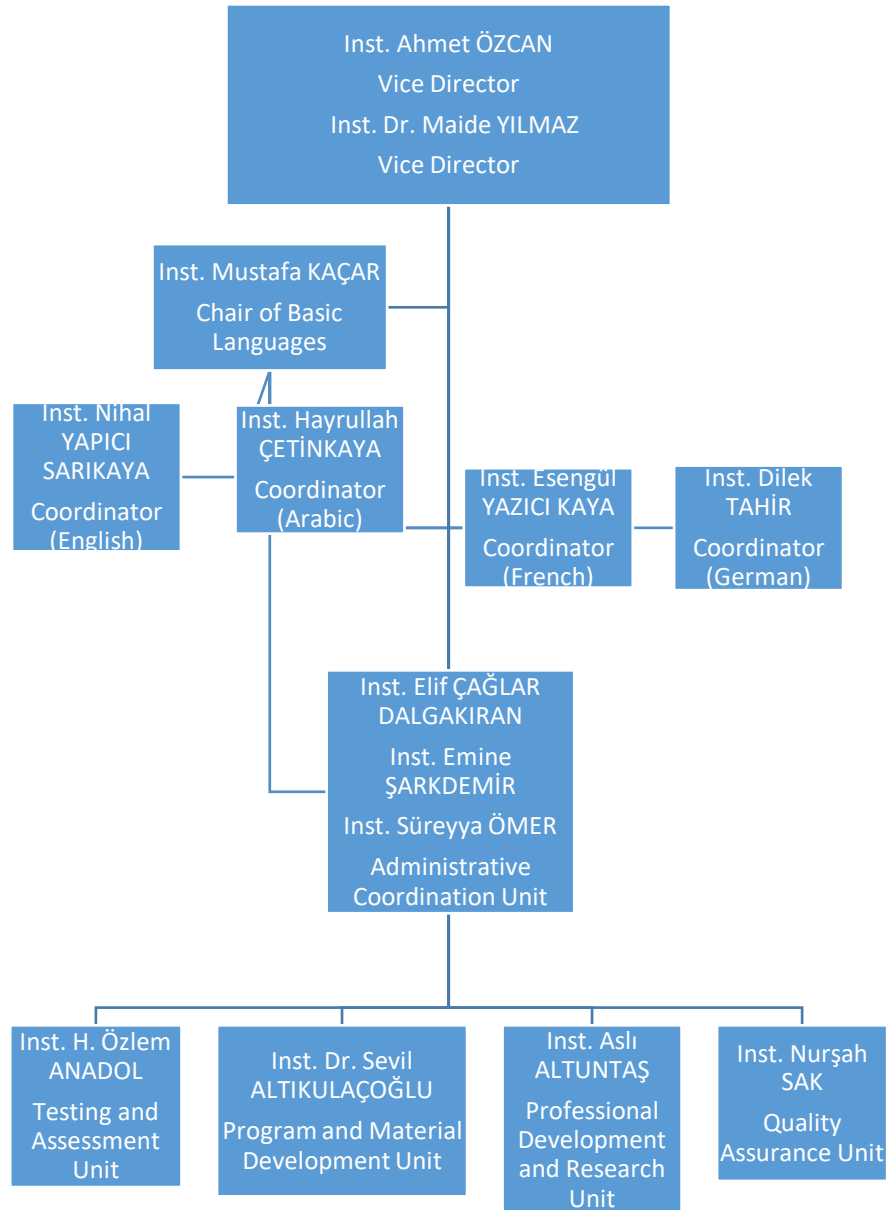 Inst. Ahmet ÖZCAN
Vice Director
Inst. Dr. Maide YILMAZ
Vice Director
Inst. Mustafa KAÇAR
Chair of Basic
Languages
Inst. Nihal
YAPICI
SARIKAYA
Coordinator
(English)
Inst. Hayrullah
ÇETİNKAYA
Coordinator
(Arabic)
Inst. Esengül
YAZICI KAYA
Coordinator
(French)
Inst. Dilek
TAHİR
Coordinator
(German)
Inst. Elif ÇAĞLAR
DALGAKIRAN
Inst. Emine
ŞARKDEMİR
Inst. Süreyya ÖMER
Administrative
Coordination Unit
Inst. H. Özlem
ANADOL
Testing and
Assessment
Unit
Inst. Dr. Sevil
ALTIKULAÇOĞLU
Program and Material
Development Unit
Inst. Aslı
ALTUNTAŞ
Professional
Development
and Research
Unit
Inst. Nurşah
SAK
Quality
Assurance Unit